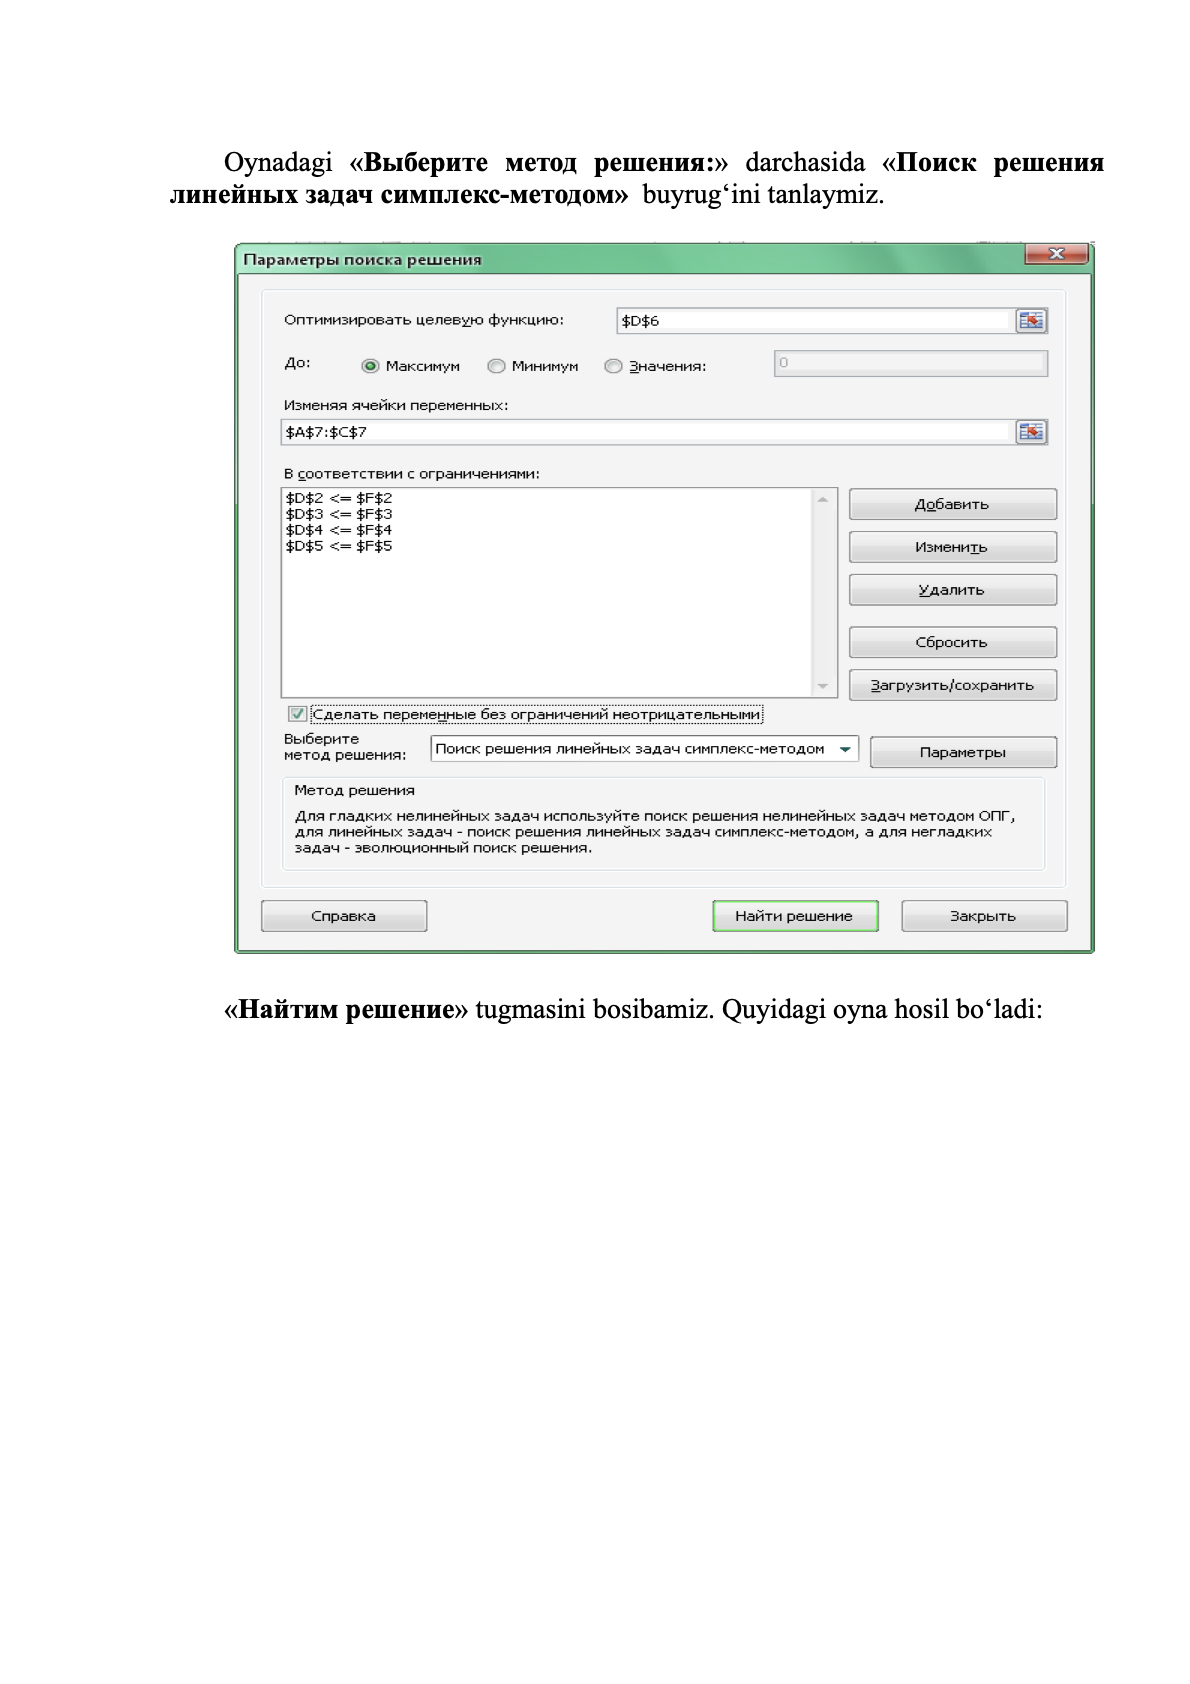 Oynadagi «Выберите метод решения:» darchasida «Поиск решения
линейных задач симплекс-методом» buyrug‘ini tanlaymiz.
Параметры поиска решения
Оптимизировать целевую функцию: $D$6
До: Максимум Минимум Значения: 0
Изменяя ячейки переменных:
$A$7:$C$7
В соответствии с ограничениями:
$D$2 <= $F$2
$D$3 <= $F$3
$D$4 <= $F$4
$D$5 <= $F$5
Добавить
Изменить
Удалить
Сбросить
Загрузить/сохранить
Сделать переменные без ограничений неотрицательными
Выберите
метод решения:
Поиск решения линейных задач симплекс-методом
Параметры
Метод решения
Для гладких нелинейных задач используйте поиск решения нелинейных задач методом ОПГ,
для линейных задач - поиск решения линейных задач симплекс-методом, а для негладких
задач - эволюционный поиск решения.
Справка Найти решение Закрыть
«Найтим решение» tugmasini bosibamiz. Quyidagi oyna hosil bo‘ladi: